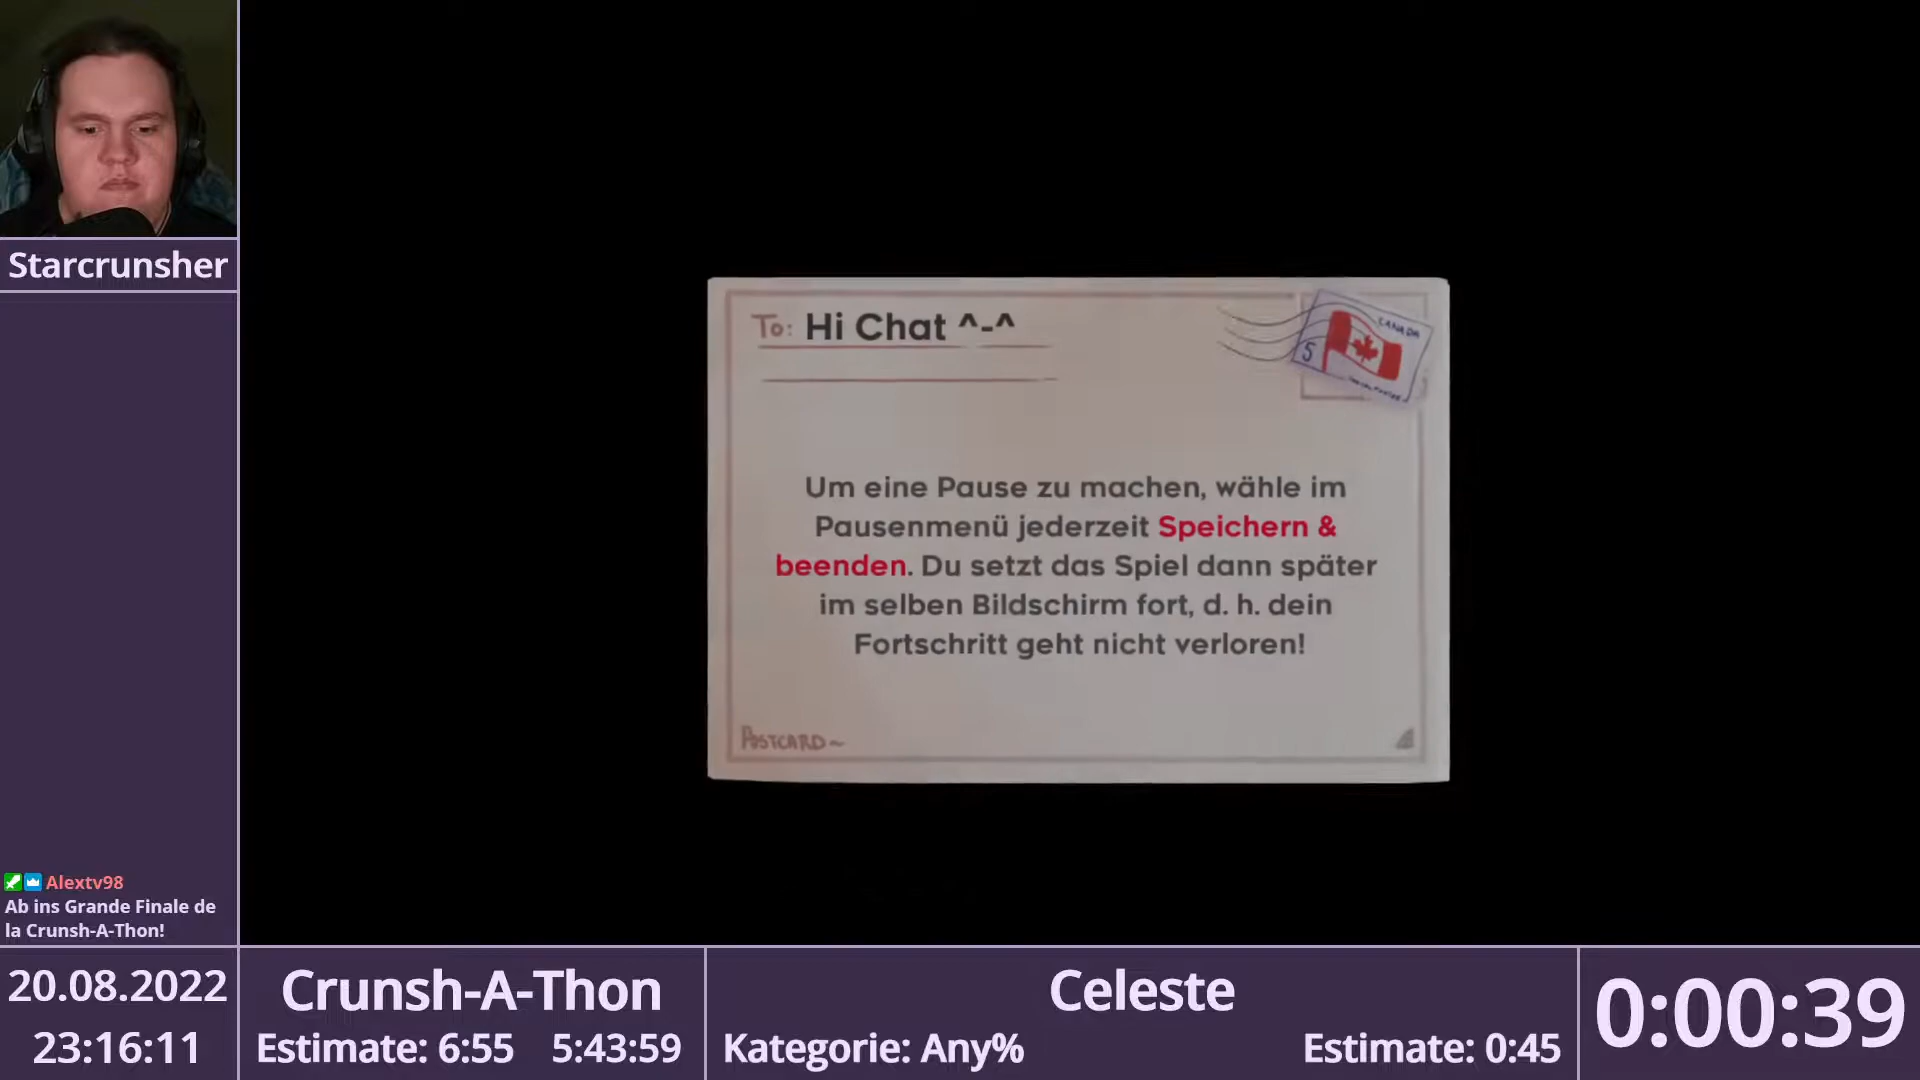 Starcrunsher
To: Hi Chat ^-^
CANADA
5
Um eine Pause zu machen, wähle im
Pausenmenü jederzeit Speichern &
beenden. Du setzt das Spiel dann später
im selben Bildschirm fort, d. h. dein
Fortschritt geht nicht verloren!
POSTCARD~
Alextv98
Ab ins Grande Finale de
la Crunsh-A-Thon!
20.08.2022
23:16:11
Crunsh-A-Thon
Estimate: 6:55 5:43:59
Celeste
Kategorie: Any% Estimate: 0:45
0:00:39